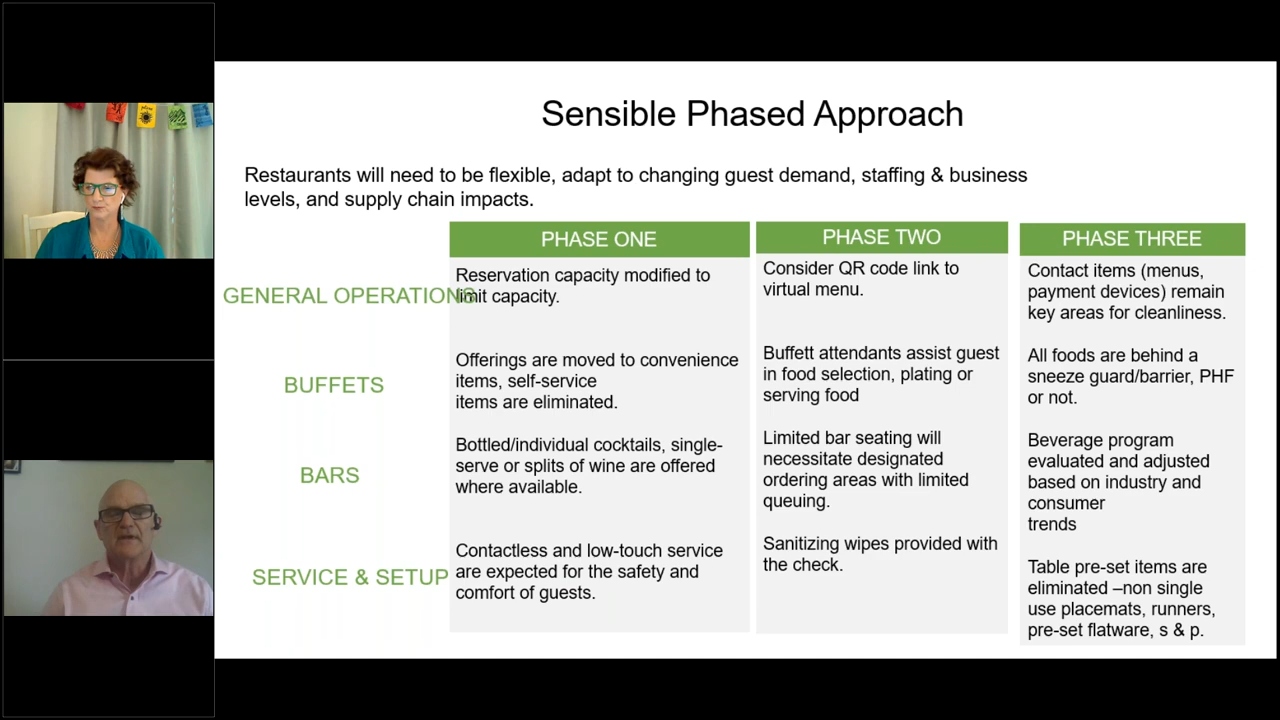 Sensible Phased Approach
Restaurants will need to be flexible, adapt to changing guest demand, staffing & business
levels, and supply chain impacts.
PHASE ONE
PHASE TWO
PHASE THREE
GENERAL OPERATIONS
Reservation capacity modified to
limit capacity.
Consider QR code link to
virtual menu.
Contact items (menus,
payment devices) remain
key areas for cleanliness.
BUFFETS
Offerings are moved to convenience
items, self-service
items are eliminated.
Buffett attendants assist guest
in food selection, plating or
serving food
All foods are behind a
sneeze guard/barrier, PHF
or not.
BARS
Bottled/individual cocktails, single-
serve or splits of wine are offered
where available.
Limited bar seating will
necessitate designated
ordering areas with limited
queuing.
Beverage program
evaluated and adjusted
based on industry and
consumer
trends
SERVICE & SETUP
Contactless and low-touch service
are expected for the safety and
comfort of guests.
Sanitizing wipes provided with
the check.
Table pre-set items are
eliminated –non single
use placemats, runners,
pre-set flatware, s & p.